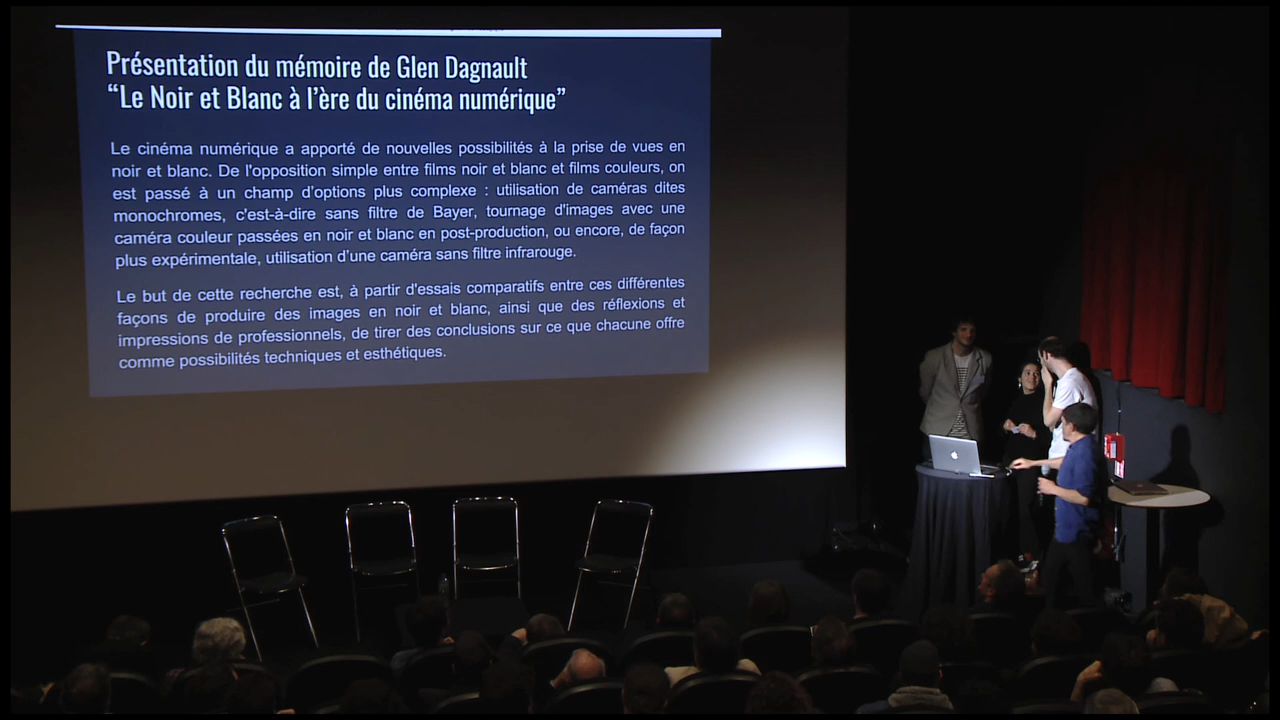 Présentation du mémoire de Glen Dagnault
“Le Noir et Blanc à l’ère du cinéma numérique”
Le cinéma numérique a apporté de nouvelles possibilités à la prise de vues en
noir et blanc. De l'opposition simple entre films noir et blanc et films couleurs, on
est passé à un champ d’options plus complexe : utilisation de caméras dites
monochromes, c'est-à-dire sans filtre de Bayer, tournage d'images avec une
caméra couleur passées en noir et blanc en post-production, ou encore, de façon
plus expérimentale, utilisation d’une caméra sans filtre infrarouge.
Le but de cette recherche est, à partir d'essais comparatifs entre ces différentes
façons de produire des images en noir et blanc, ainsi que des réflexions et
impressions de professionnels, de tirer des conclusions sur ce que chacune offre
comme possibilités techniques et esthétiques.